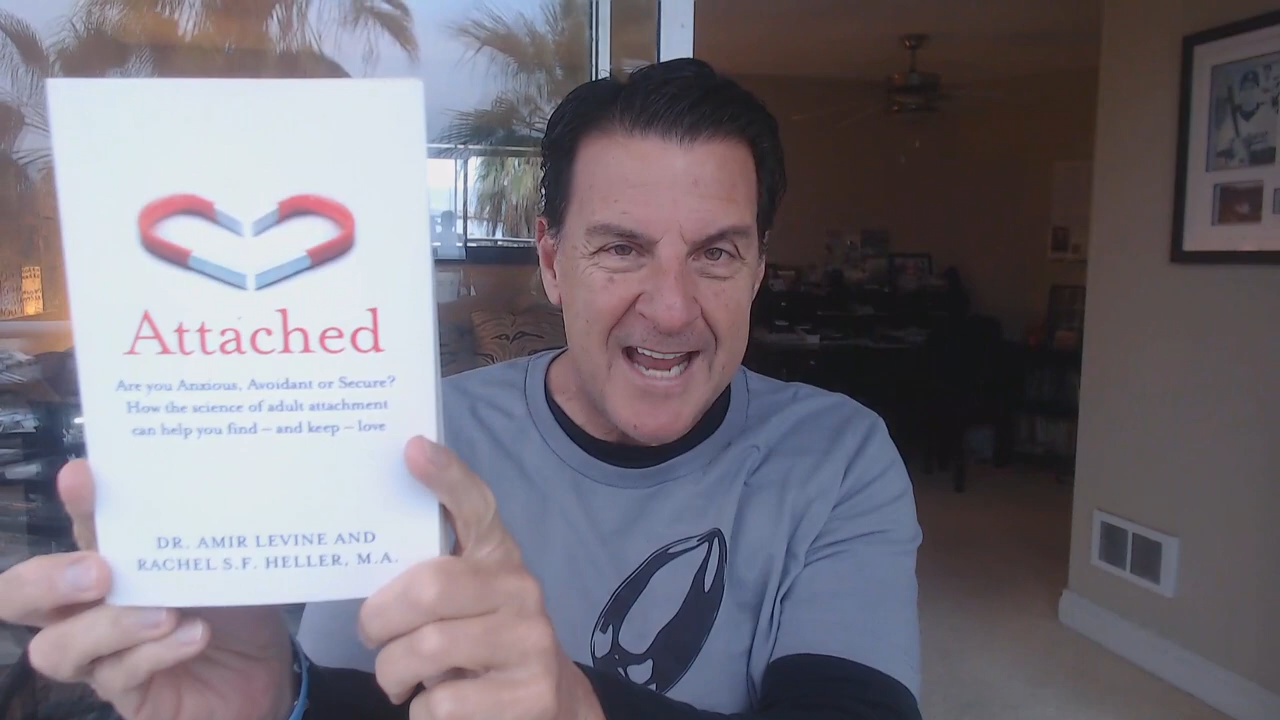 Attached
Are you Anxious, Avoidant or Secure?
How the science of adult attachment
can help you find – and keep – love
DR. AMIR LEVINE AND
RACHEL S.F. HELLER, M.A.